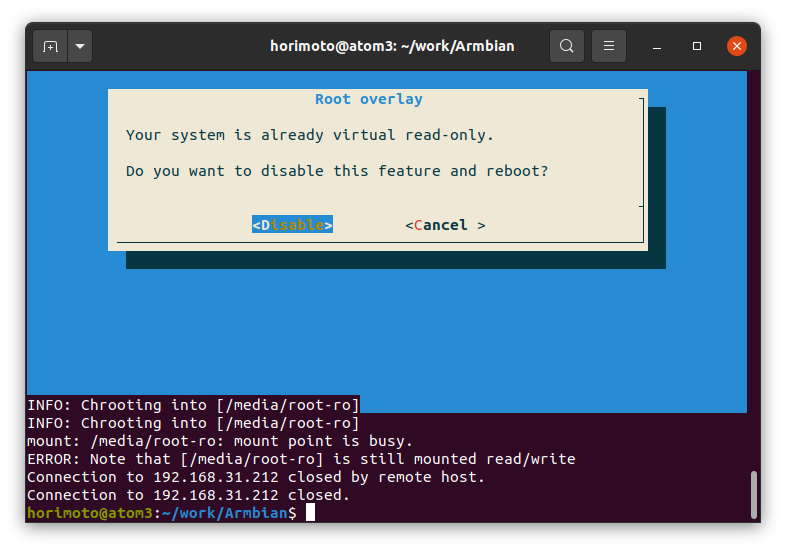 horimoto@atom3: ~/work/Armbian
Root overlay
Your system is already virtual read-only.
Do you want to disable this feature and reboot?
<Disable> <Cancel >
INFO: Chrooting into [/media/root-ro]
INFO: Chrooting into [/media/root-ro]
mount: /media/root-ro: mount point is busy.
ERROR: Note that [/media/root-ro] is still mounted read/write
Connection to 192.168.31.212 closed by remote host.
Connection to 192.168.31.212 closed.
horimoto@atom3:~/work/Armbian$